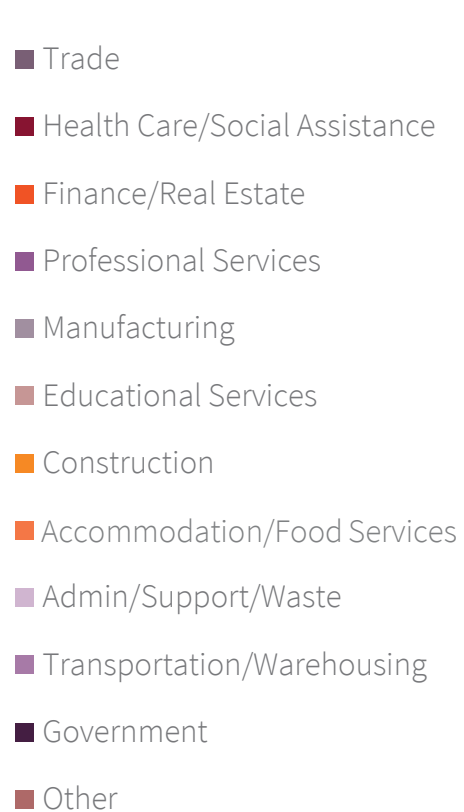 Trade
Health Care/Social Assistance
Finance/Real Estate
Professional Services
Manufacturing
Educational Services
Construction
Accommodation/Food Services
Admin/Support/Waste
Transportation/Warehousing
Government
Other